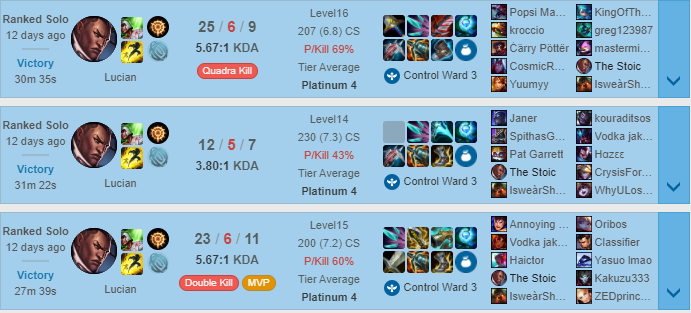 Ranked Solo
12 days ago
Victory
30m 35s
Lucian
25 / 6 / 9
5.67:1 KDA
Quadra Kill
Level16
207 (6.8) CS
P/Kill 69%
Tier Average
Platinum 4
Control Ward 3
Popsi Ma...
kroccio
Càrry Pöttér
CosmicR...
Yuumyy
KingOfTh...
greg123987
mastermi...
The Stoic
IsweàrSh...
Ranked Solo
12 days ago
Victory
31m 22s
Lucian
12 / 5 / 7
3.80:1 KDA
Level14
230 (7.3) CS
P/Kill 43%
Tier Average
Platinum 4
Control Ward 3
Janer
SpithasG...
Pat Garrett
The Stoic
IsweàrSh...
kouraditsos
Vodka jak...
Hαzεε
CrysisFor...
WhyULos...
Ranked Solo
12 days ago
Victory
27m 39s
Lucian
23 / 6 / 11
5.67:1 KDA
Double Kill
MVP
Level15
200 (7.2) CS
P/Kill 60%
Tier Average
Platinum 4
Control Ward 3
Annoying ...
Vodka jak...
Haictor
The Stoic
IsweàrSh...
Oribos
Classifier
Yasuo lmao
Kakuzu333
ZEDprinc...